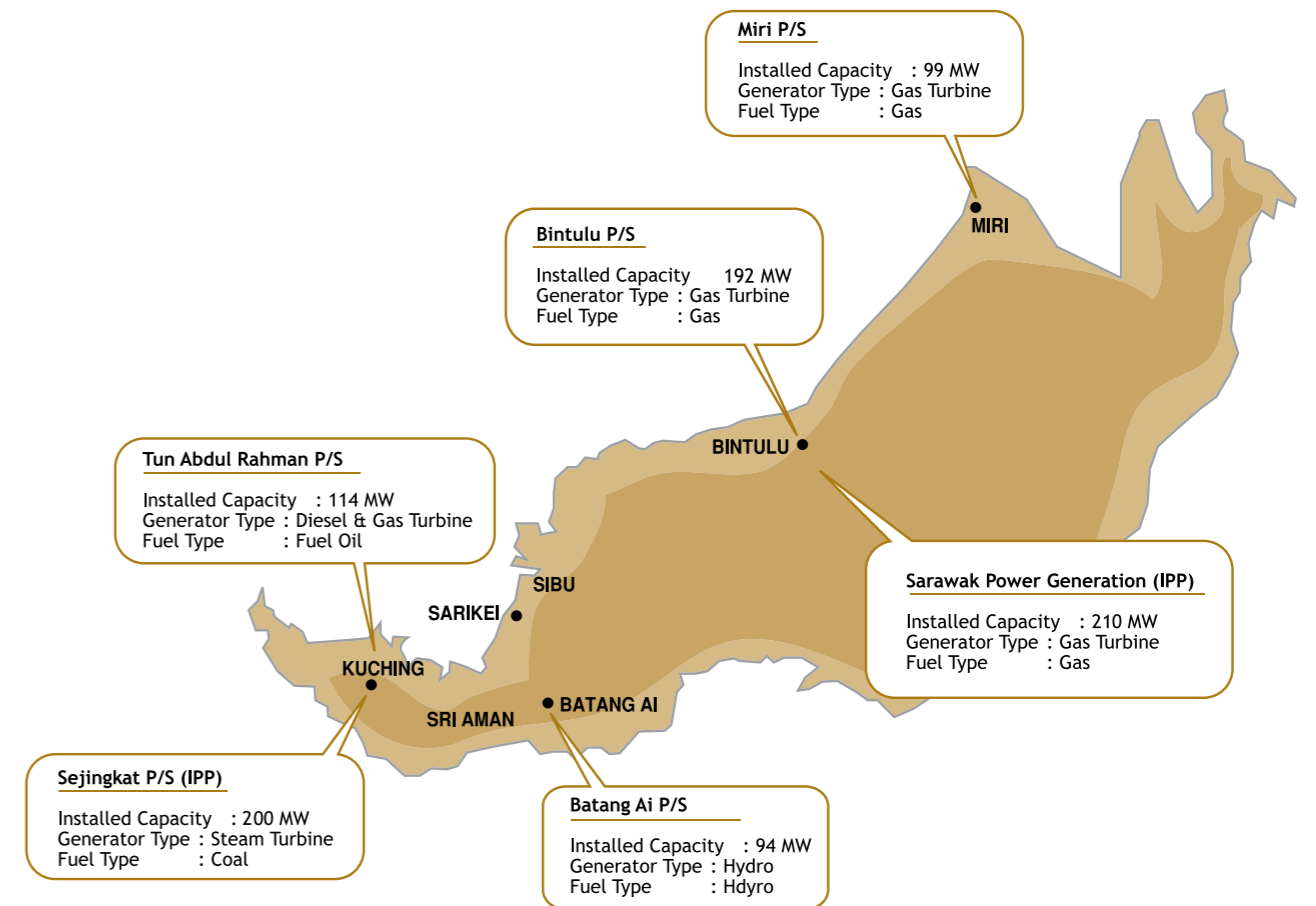 Miri P/S
Installed Capacity : 99 MW
Generator Type : Gas Turbine
Fuel Type : Gas
MIRI
Bintulu P/S
Installed Capacity 192 MW
Generator Type : Gas Turbine
Fuel Type : Gas
BINTULU
Tun Abdul Rahman P/S
Installed Capacity : 114 MW
Generator Type : Diesel & Gas Turbine
Fuel Type : Fuel Oil
Sarawak Power Generation (IPP)
Installed Capacity : 210 MW
Generator Type : Gas Turbine
Fuel Type : Gas
SIBU
SARIKEI
KUCHING
SRI AMAN
BATANG AI
Sejingkat P/S (IPP)
Installed Capacity : 200 MW
Generator Type : Steam Turbine
Fuel Type : Coal
Batang Ai P/S
Installed Capacity : 94 MW
Generator Type : Hydro
Fuel Type : Hdyro